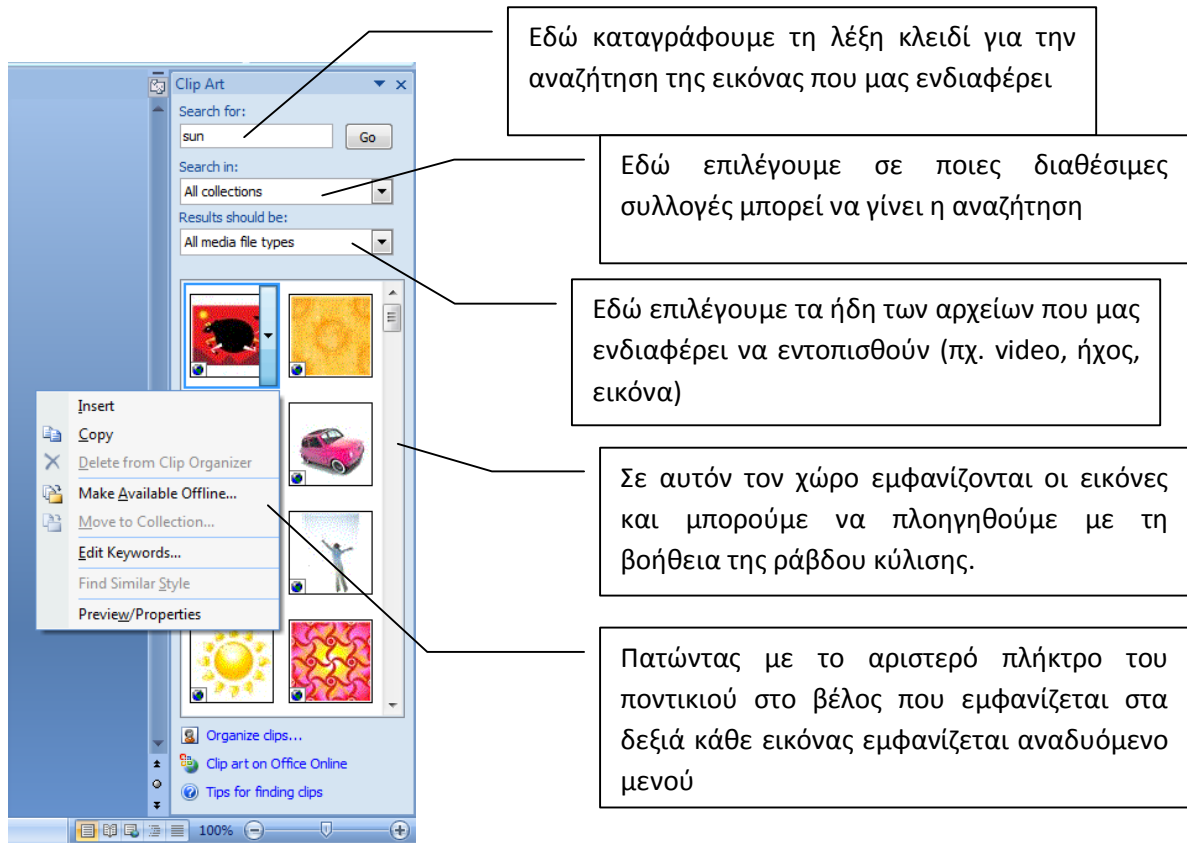 Clip Art
Search for:
sun
Go
Search in:
All collections
Results should be:
All media file types
Insert
Copy
Delete from Clip Organizer
Make Available Offline...
Move to Collection...
Edit Keywords...
Find Similar Style
Preview/Properties
Organize clips...
Clip art on Office Online
Tips for finding clips
100%
Εδώ καταγράφουμε τη λέξη κλειδί για την
αναζήτηση της εικόνας που μας ενδιαφέρει
Εδώ επιλέγουμε σε ποιες διαθέσιμες
συλλογές μπορεί να γίνει η αναζήτηση
Εδώ επιλέγουμε τα ήδη των αρχείων που μας
ενδιαφέρει να εντοπισθούν (πχ. video, ήχος,
εικόνα)
Σε αυτόν τον χώρο εμφανίζονται οι εικόνες
και μπορούμε να πλοηγηθούμε με τη
βοήθεια της ράβδου κύλισης.
Πατώντας με το αριστερό πλήκτρο του
ποντικιού στο βέλος που εμφανίζεται στα
δεξιά κάθε εικόνας εμφανίζεται αναδυόμενο
μενού